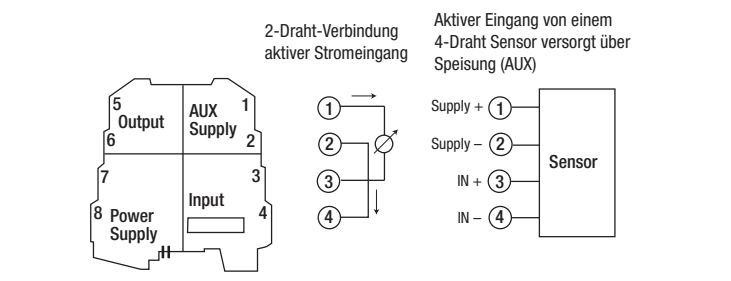 2-Draht-Verbindung
aktiver Stromeingang
Aktiver Eingang von einem
4-Draht Sensor versorgt über
Speisung (AUX)
5
Output
6
AUX
Supply
1
2
7
8
Power
Supply
Input
3
4
1
2
3
4
Supply + 1
Supply – 2
IN + 3
IN – 4
Sensor